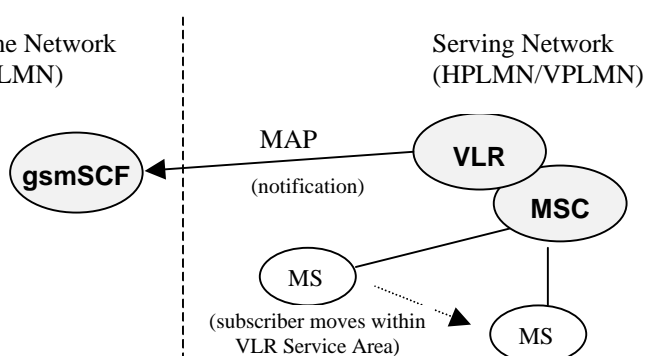 ne Network
LMN)
Serving Network
(HPLMN/VPLMN)
MAP
VLR
gsmSCF
(notification)
MSC
MS
(subscriber moves within
VLR Service Area)
MS